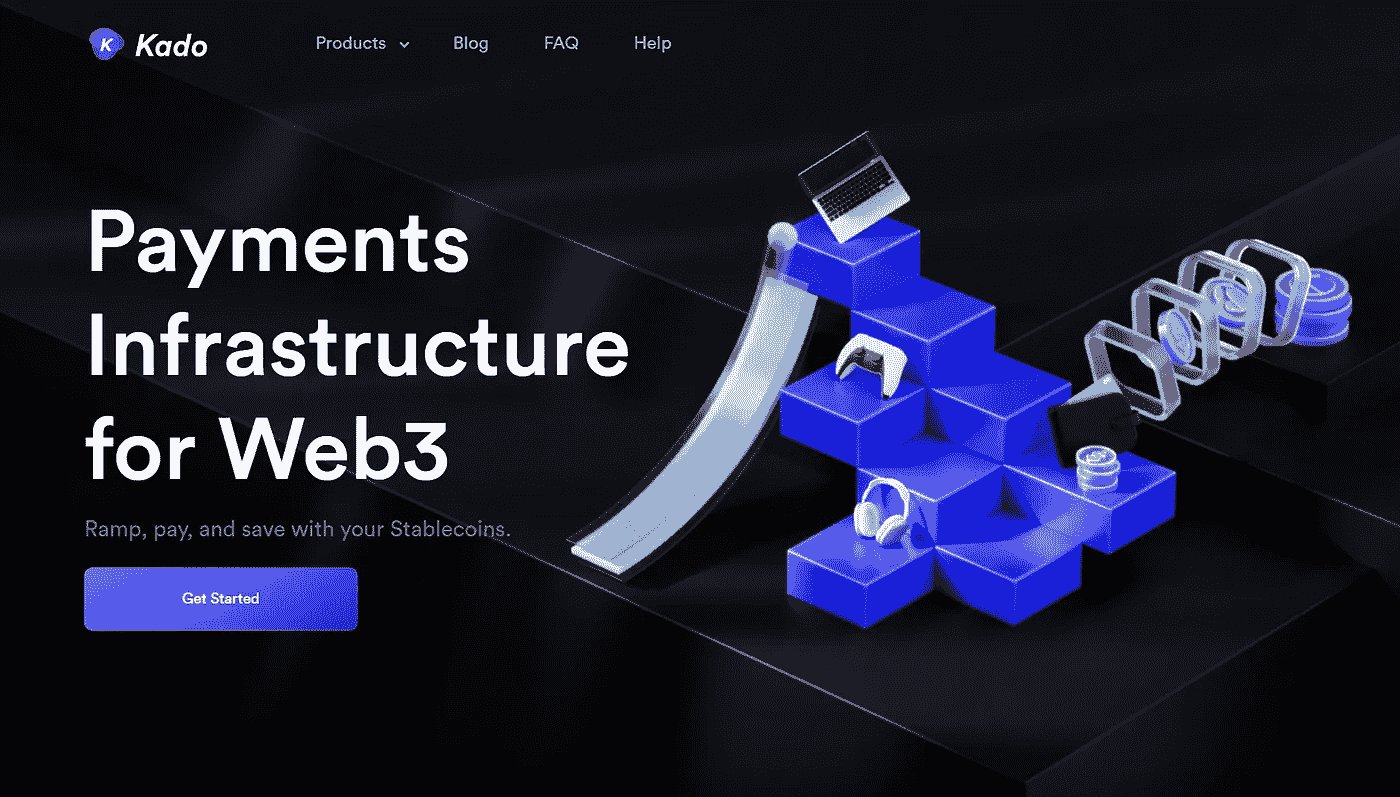 K Kado
Products
Blog
FAQ
Help
Payments
Infrastructure
for Web3
Ramp, pay, and save with your Stablecoins.
Get Started